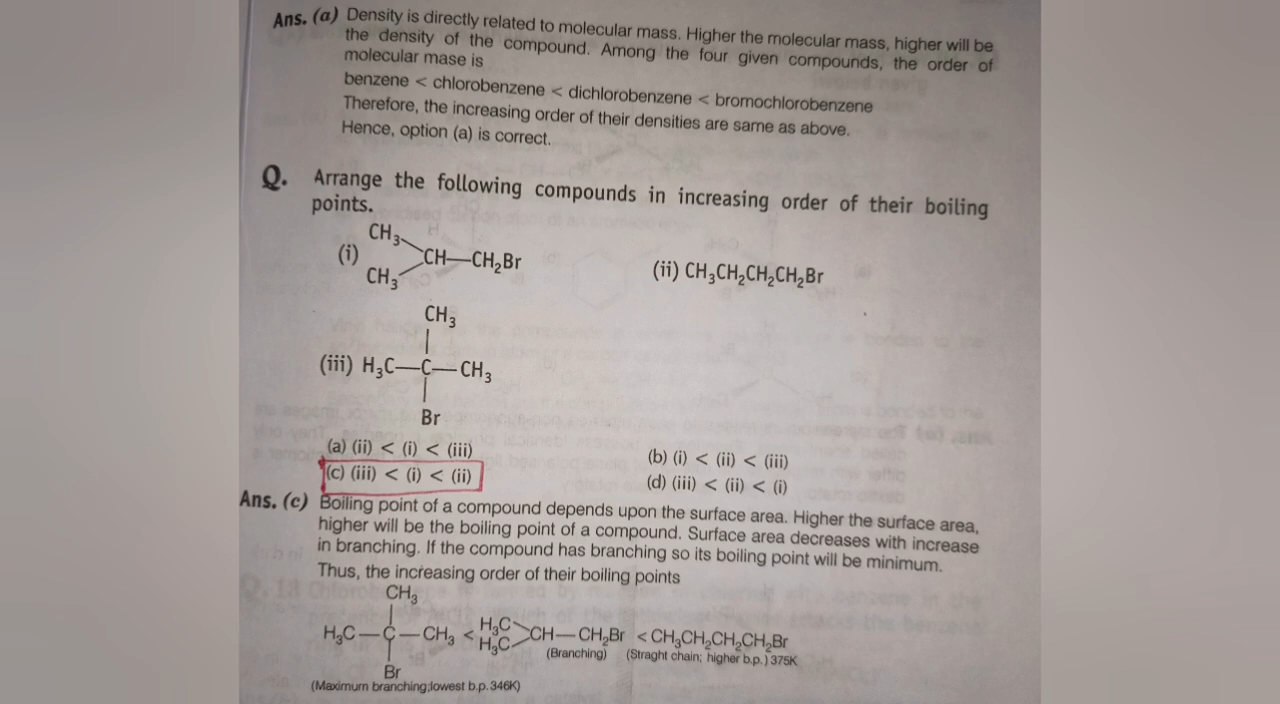 Ans. (a) Density is directly related to molecular mass. Higher the molecular mass, higher will be
the density of the compound. Among the four given compounds, the order of
molecular mase is
benzene < chlorobenzene < dichlorobenzene < bromochlorobenzene
Therefore, the increasing order of their densities are same as above.
Hence, option (a) is correct.
Q. Arrange the following compounds in increasing order of their boiling
points.
CH₃
(i) CH—CH₂Br
CH₃
(ii) CH₃CH₂CH₂CH₂Br
CH₃
(iii) H₃C—C—CH₃
Br
(a) (ii) < (i) < (iii)
(b) (i) < (ii) < (iii)
(c) (iii) < (i) < (ii)
(d) (iii) < (ii) < (i)
Ans. (c) Boiling point of a compound depends upon the surface area. Higher the surface area,
higher will be the boiling point of a compound. Surface area decreases with increase
in branching. If the compound has branching so its boiling point will be minimum.
Thus, the increasing order of their boiling points
CH₃
H₃C—C—CH₃ < H₃C H₃C CH—CH₂Br < CH₃CH₂CH₂CH₂Br
(Branching) (Straght chain; higher b.p.) 375K
Br
(Maximum branching;lowest b.p. 346K)